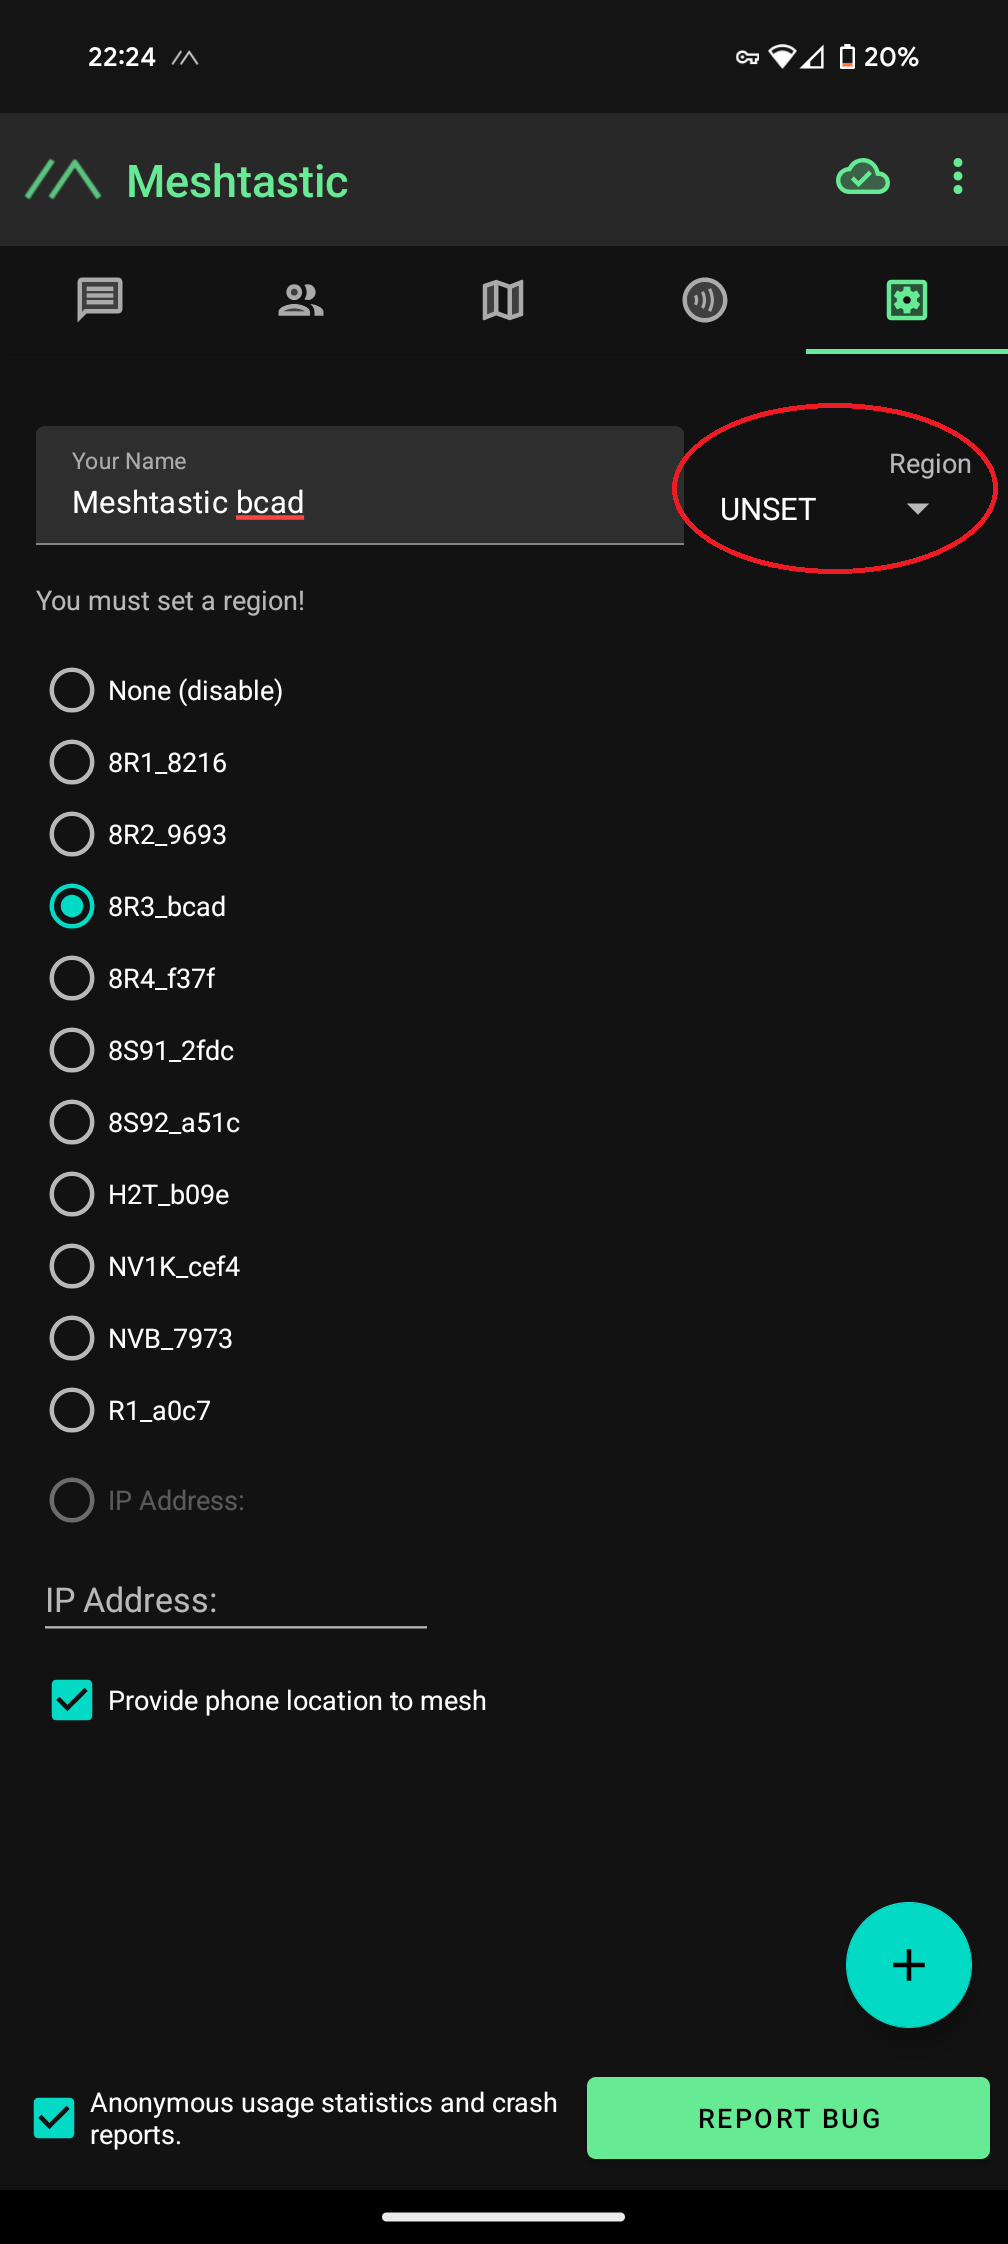 22:24
20%
Meshtastic
Your Name
Meshtastic bcad
Region
UNSET
You must set a region!
None (disable)
8R1_8216
8R2_9693
8R3_bcad
8R4_f37f
8S91_2fdc
8S92_a51c
H2T_b09e
NV1K_cef4
NVB_7973
R1_a0c7
IP Address:
IP Address:
Provide phone location to mesh
Anonymous usage statistics and crash
reports.
REPORT BUG